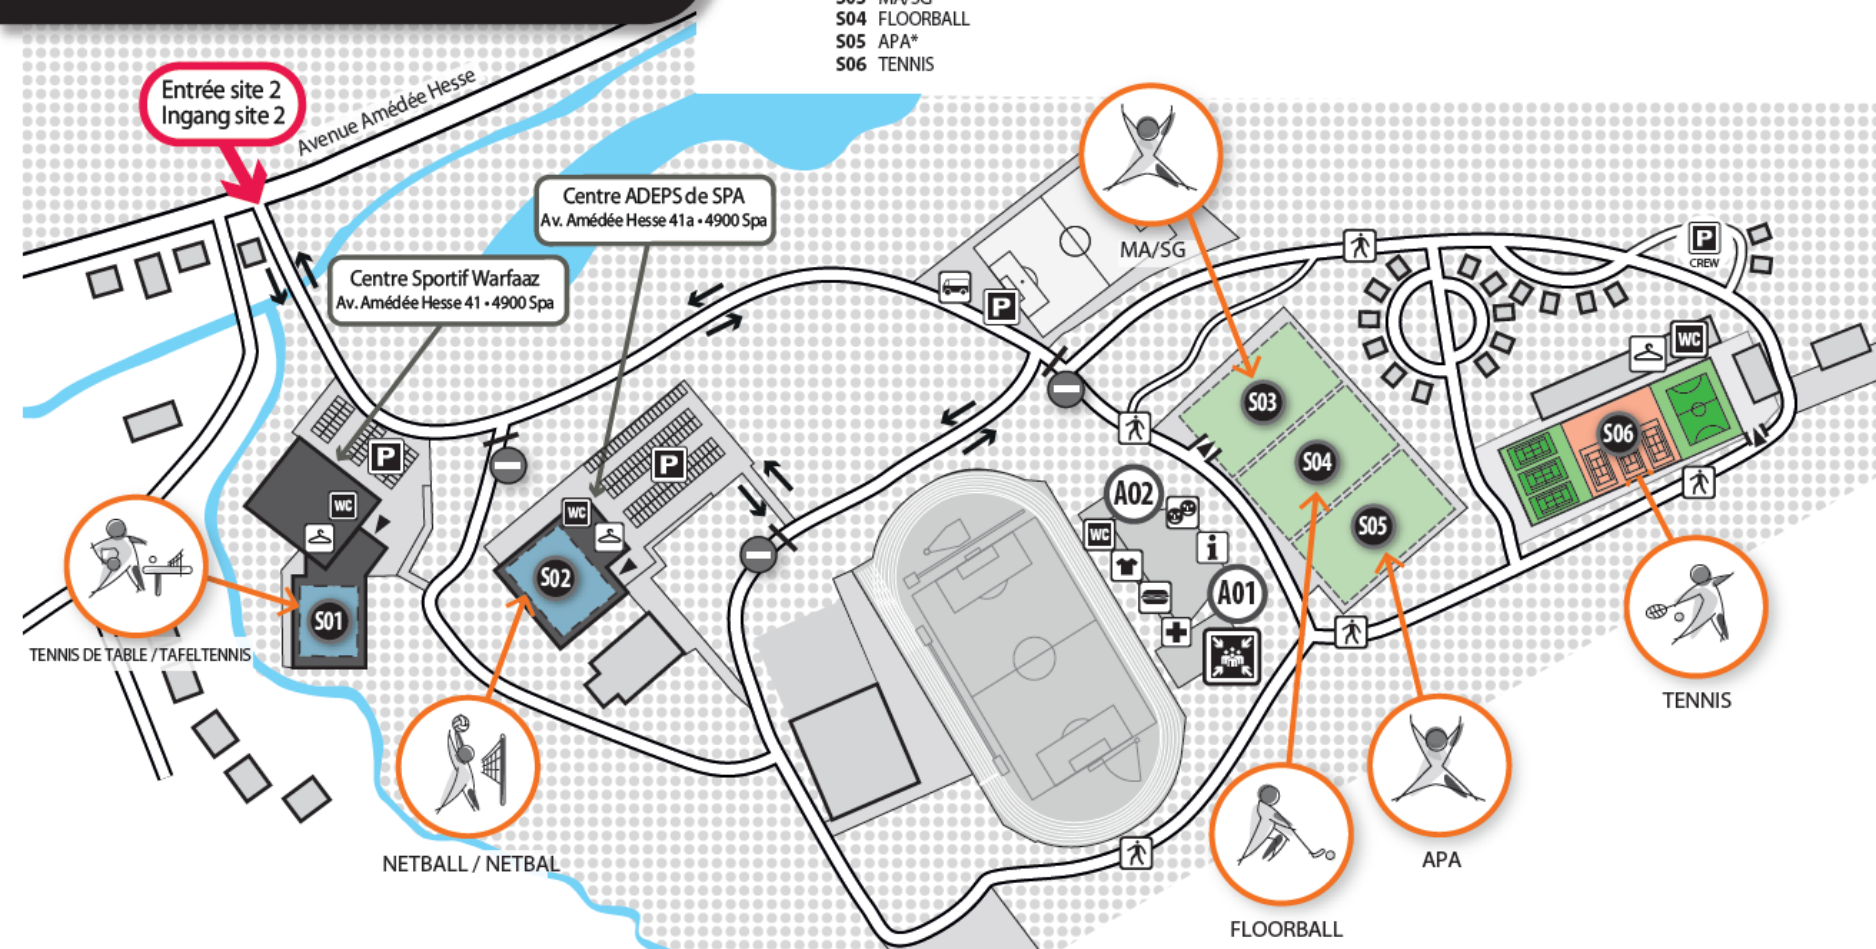 S03 MA/SG
S04 FLOORBALL
S05 APA*
S06 TENNIS
Entrée site 2
Ingang site 2
Avenue Amédée Hesse
Centre ADEPS de SPA
Av. Amédée Hesse 41a • 4900 Spa
Centre Sportif Warfaaz
Av. Amédée Hesse 41 • 4900 Spa
MA/SG
P
CREW
P
WC
S03
S06
S04
P
P
A02
WC
WC
S05
WC
i
S02
A01
S01
TENNIS DE TABLE / TAFELTENNIS
TENNIS
NETBALL / NETBAL
APA
FLOORBALL